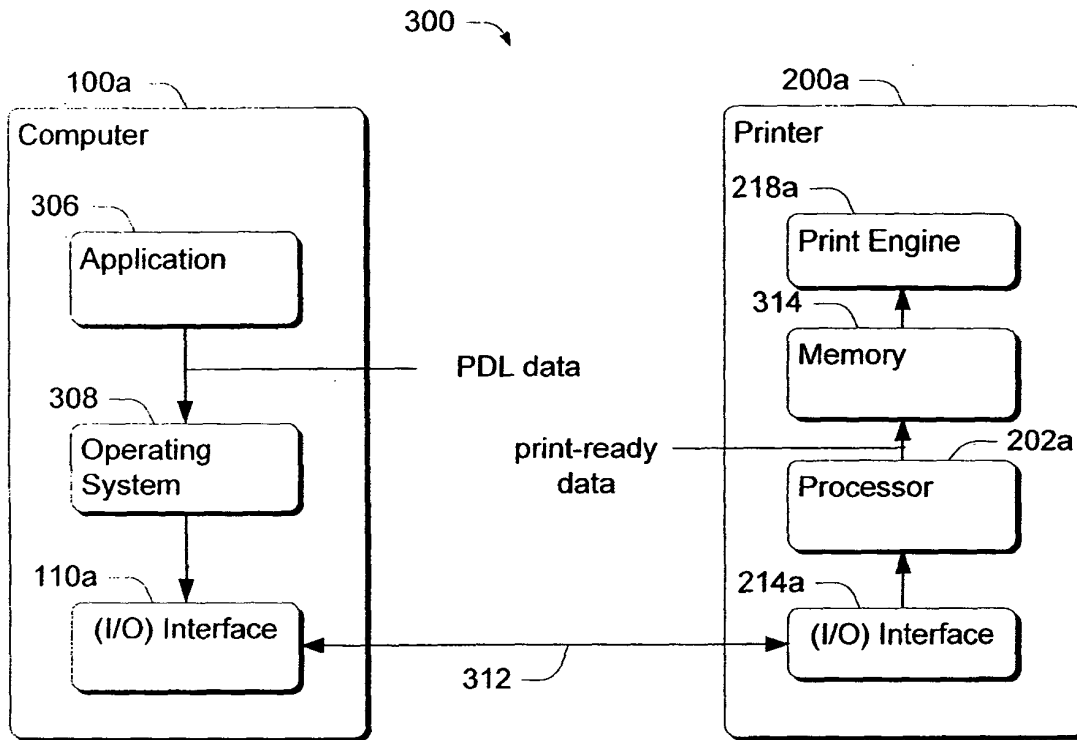 300
100a
Computer
306
Application
PDL data
308
Operating
System
110a
(I/O) Interface
312
200a
Printer
218a
Print Engine
314
Memory
print-ready
data
202a
Processor
214a
(I/O) Interface